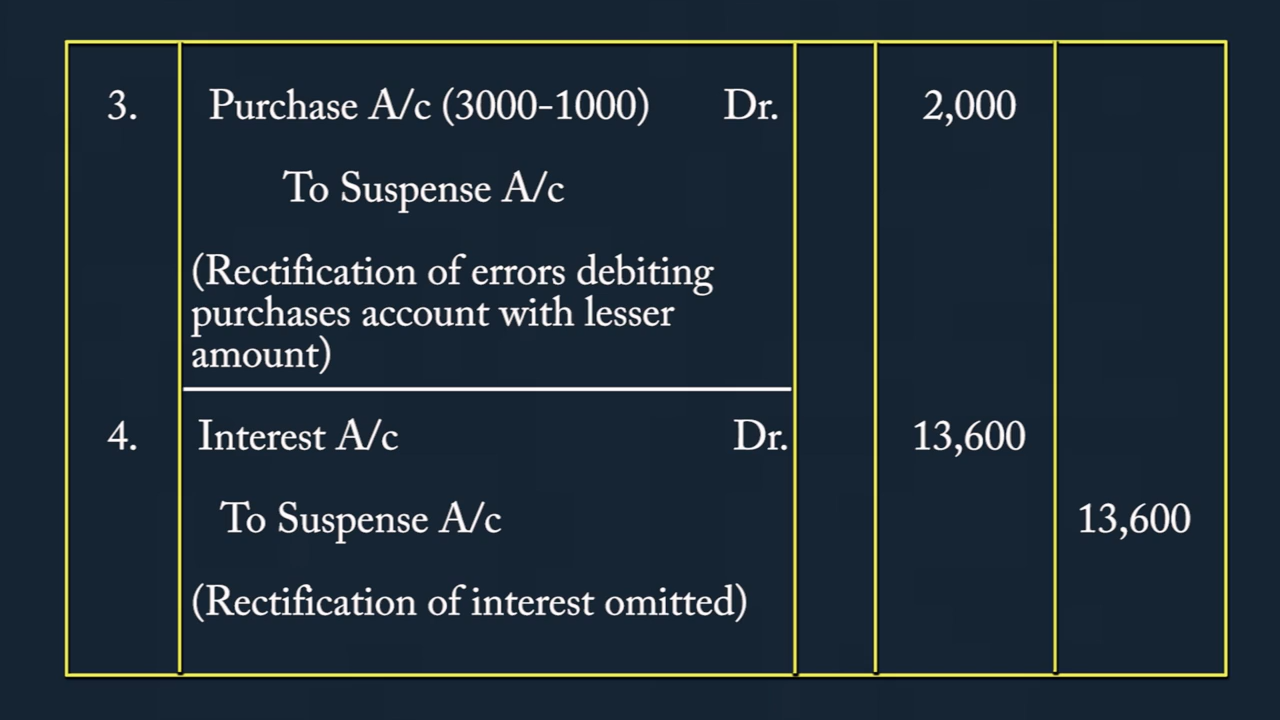 3. Purchase A/c (3000-1000) Dr. 2,000
To Suspense A/c
(Rectification of errors debiting
purchases account with lesser
amount)
4. Interest A/c Dr. 13,600
To Suspense A/c 13,600
(Rectification of interest omitted)